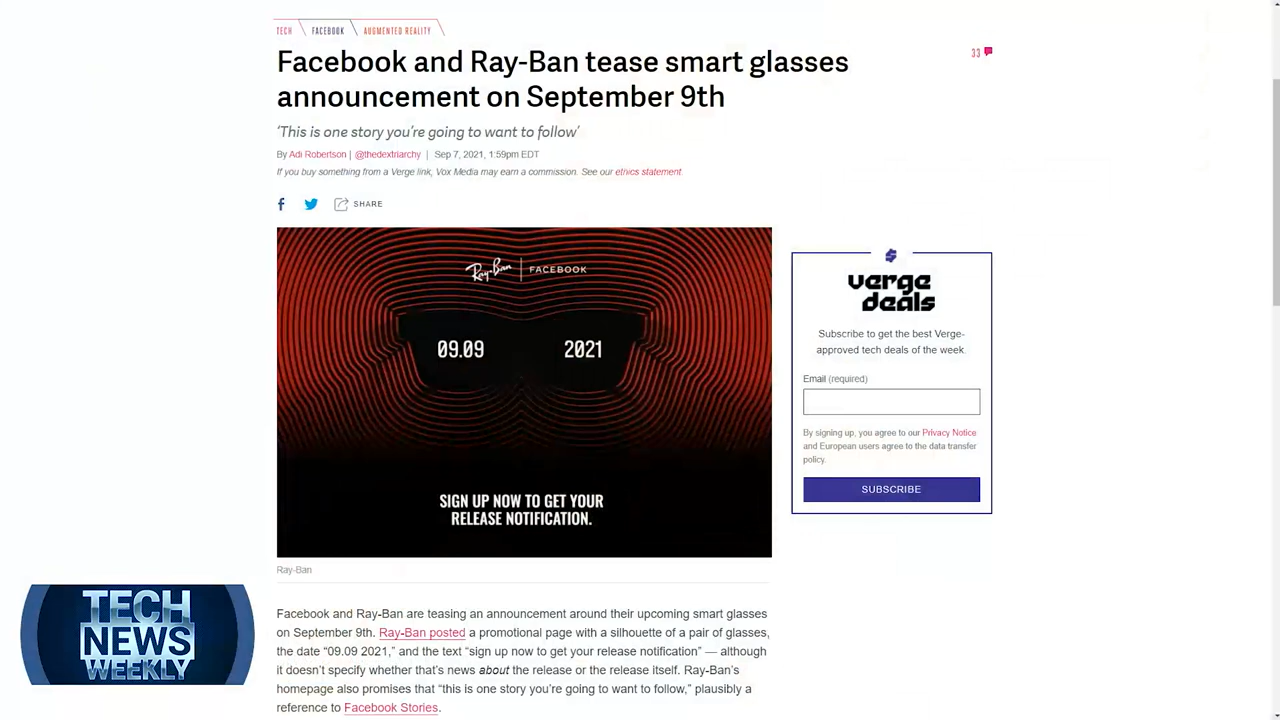 TECH FACEBOOK AUGMENTED REALITY
Facebook and Ray-Ban tease smart glasses
announcement on September 9th
33
'This is one story you're going to want to follow'
By Adi Robertson | @thedextriarchy | Sep 7, 2021, 1:59pm EDT
If you buy something from a Verge link, Vox Media may earn a commission. See our ethics statement.
SHARE
Ray-Ban | FACEBOOK
09.09 2021
SIGN UP NOW TO GET YOUR
RELEASE NOTIFICATION.
Ray-Ban
verge
deals
Subscribe to get the best Verge-
approved tech deals of the week.
Email (required)
By signing up, you agree to our Privacy Notice
and European users agree to the data transfer
policy.
SUBSCRIBE
Facebook and Ray-Ban are teasing an announcement around their upcoming smart glasses
on September 9th. Ray-Ban posted a promotional page with a silhouette of a pair of glasses,
the date "09.09 2021," and the text "sign up now to get your release notification" — although
it doesn't specify whether that's news about the release or the release itself. Ray-Ban's
homepage also promises that "this is one story you're going to want to follow," plausibly a
reference to Facebook Stories.
TECH
NEWS
WEEKLY